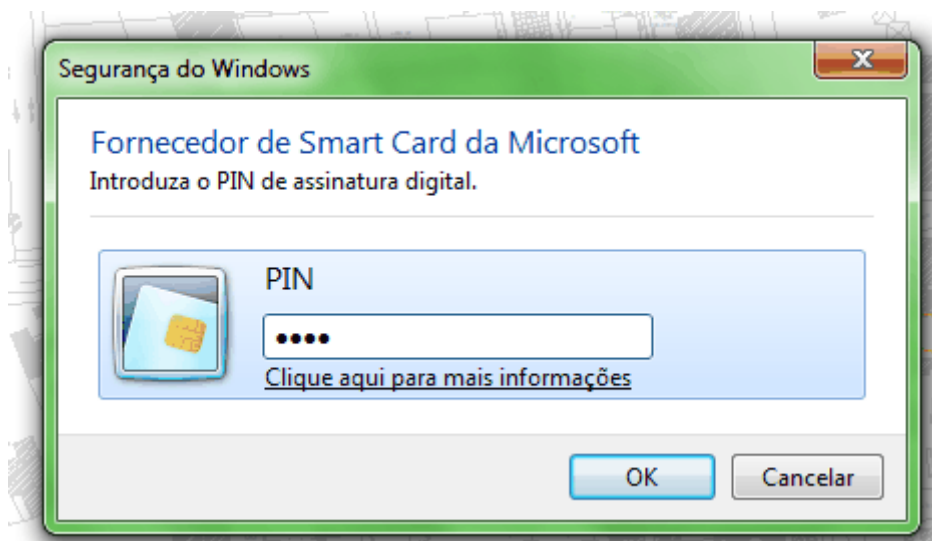 Segurança do Windows
Fornecedor de Smart Card da Microsoft
Introduza o PIN de assinatura digital.
PIN
••••
Clique aqui para mais informações
OK Cancelar